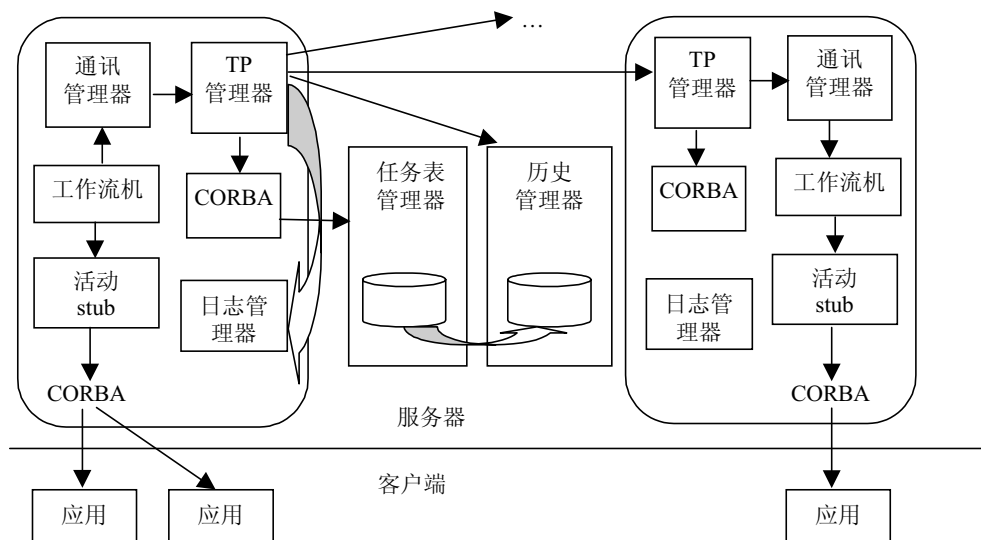 …
通讯
管理器
TP
管理器
工作流机
CORBA
活动
stub
日志管
理器
CORBA
任务表
管理器
历史
管理器
TP
管理器
通讯
管理器
CORBA
工作流机
日志管
理器
活动
stub
CORBA
服务器
客户端
应用
应用
应用